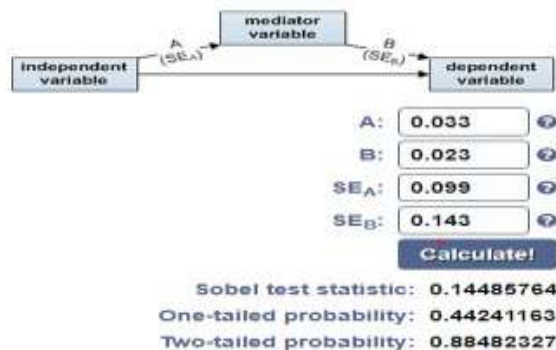 mediator
variable
A
(SEA)
B
(SEB)
independent
variable
dependent
variable
A: 0.033 ?
B: 0.023 ?
SEA: 0.099 ?
SEB: 0.143 ?
Calculate!
Sobel test statistic: 0.14485764
One-tailed probability: 0.44241163
Two-tailed probability: 0.88482327